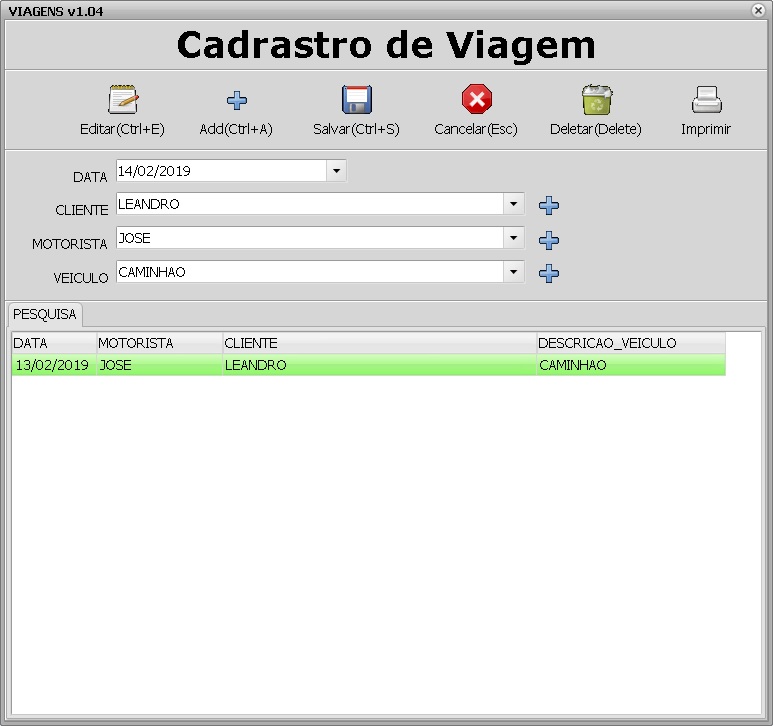 VIAGENS v1.04
Cadrastro de Viagem
Editar(Ctrl+E) Add(Ctrl+A) Salvar(Ctrl+S) Cancelar(Esc) Deletar(Delete) Imprimir
DATA 14/02/2019
CLIENTE LEANDRO
MOTORISTA JOSE
VEICULO CAMINHAO
PESQUISA
DATA MOTORISTA CLIENTE DESCRICAO_VEICULO
13/02/2019 JOSE LEANDRO CAMINHAO